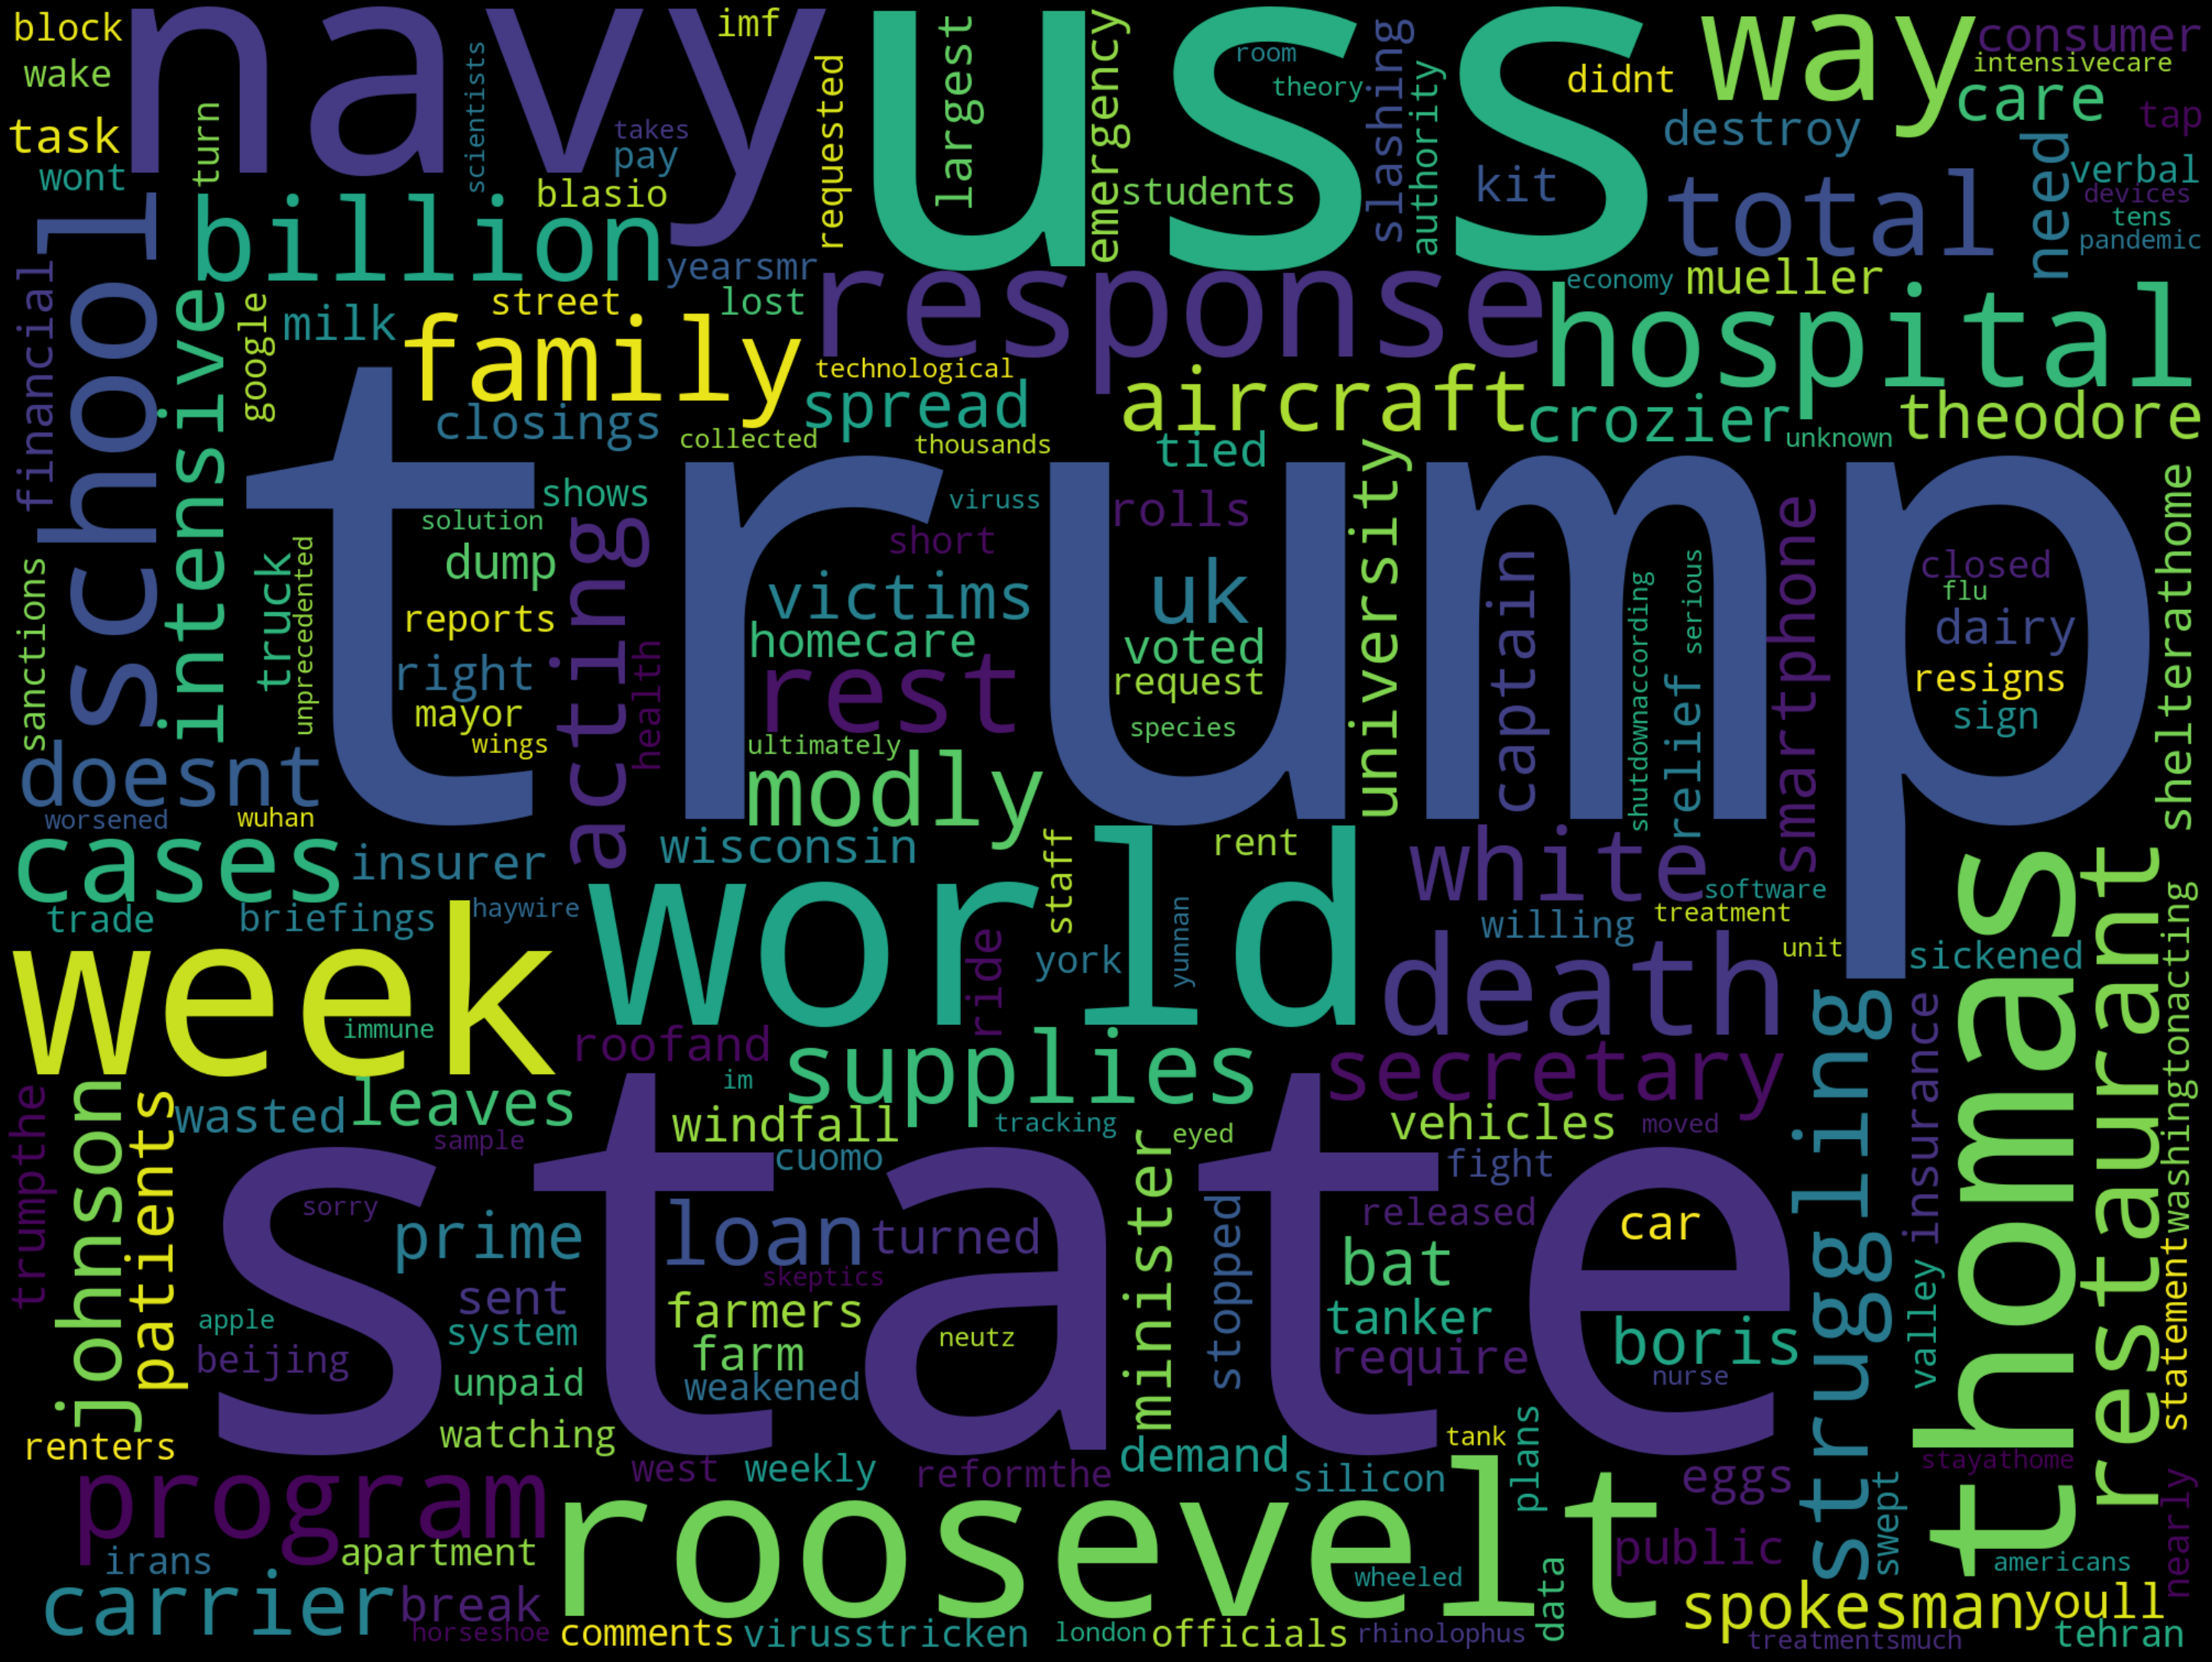 block
navy
imf
uss
way
consumer
wake
scientists
room
intensivecare
task
turn
takes
requested
largest
emergency
theory
slashing
authority
didnt
care
tap
wont
pay
blasio
students
kit
destroy
need
verbal
devices
tens
pandemic
school
billion
yearsmr
total
financial
intensive
google
milk
street
lost
response
economy
mueller
hospital
family
technological
spread
aircraft
crozier
unknown
theodore
closings
collected
thousands
tied
trump
shows
viruss
rolls
university
solution
short
sanctions
truck
unprecedented
dump
acting
victims
uk
captain
shutdownaccording
serious
smartphone
closed
flu
shelterathome
reports
homecare
voted
dairy
right
health
rest
request
relief
resigns
mayor
species
sign
wings
ultimately
doesnt
modly
worsened
wuhan
cases
insurer
wisconsin
world
staff
rent
white
software
thomas
restaurant
trade
briefings
haywire
ride
york
yunnan
willing
treatment
unit
week
death
sickened
washingtonacting
immune
roofand
im
supplies
secretary
struggling
insurance
trumpthe
johnson
patients
wasted
leaves
windfall
tracking
eyed
vehicles
moved
sample
state
cuomo
minister
fight
sorry
prime
loan
turned
stopped
released
car
statement
sent
skeptics
bat
valley
apple
system
farmers
neutz
tanker
boris
beijing
farm
require
nurse
unpaid
weakened
renters
watching
plans
tank
program
west
weekly
reformthe
demand
silicon
eggs
swept
stayathome
nearly
irans
apartment
roosevelt
public
americans
carrier
break
wheeled
data
spokesman
youll
horseshoe
comments
virusstricken
london
officials
rhinolophus
treatmentsmuch
tehran